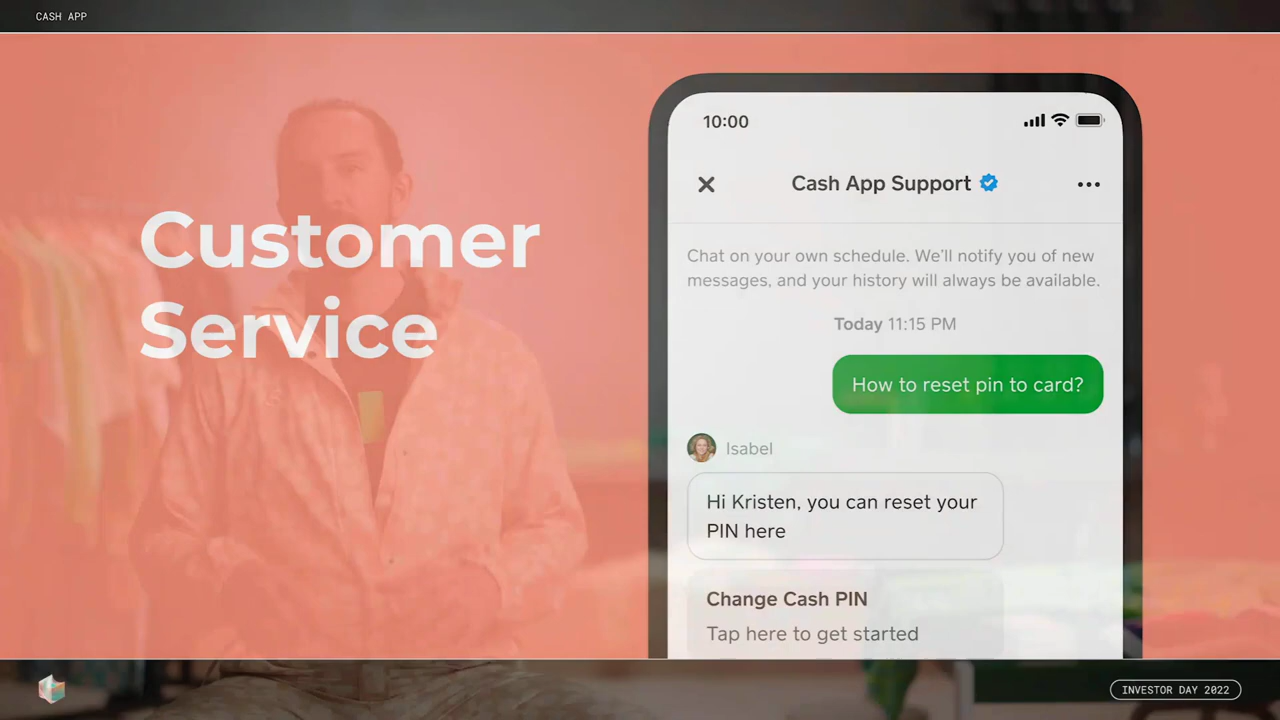 CASH APP
Customer
Service
10:00
Cash App Support
Chat on your own schedule. We'll notify you of new
messages, and your history will always be available.
Today 11:15 PM
How to reset pin to card?
Isabel
Hi Kristen, you can reset your
PIN here
Change Cash PIN
Tap here to get started
INVESTOR DAY 2022